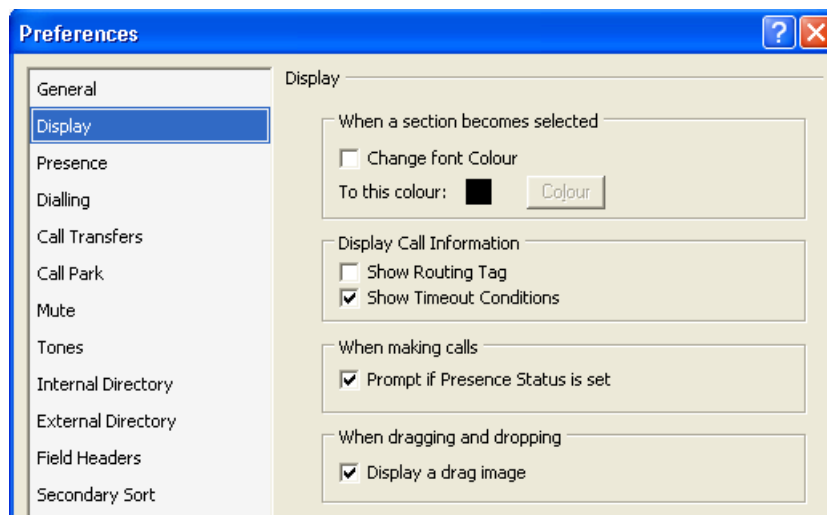 Preferences
?
General
Display
Presence
Dialling
Call Transfers
Call Park
Mute
Tones
Internal Directory
External Directory
Field Headers
Secondary Sort
Display
When a section becomes selected
Change font Colour
To this colour:
Colour
Display Call Information
Show Routing Tag
Show Timeout Conditions
When making calls
Prompt if Presence Status is set
When dragging and dropping
Display a drag image